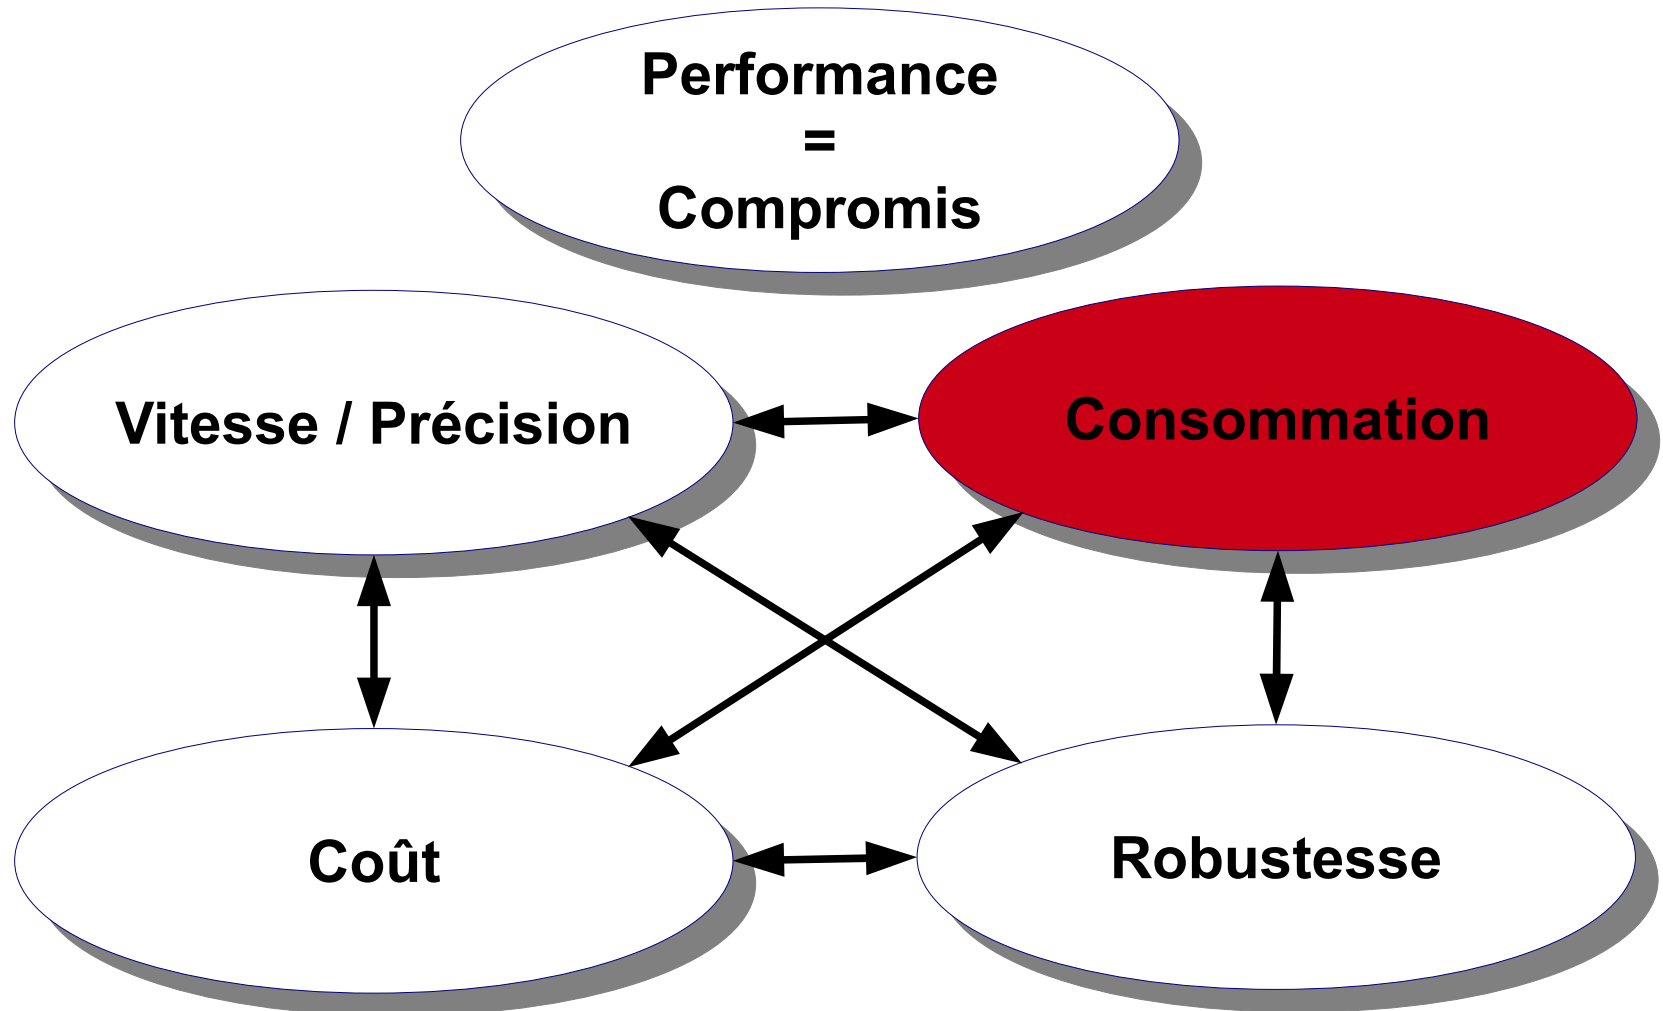 Performance
=
Compromis
Vitesse / Précision
Consommation
Coût
Robustesse